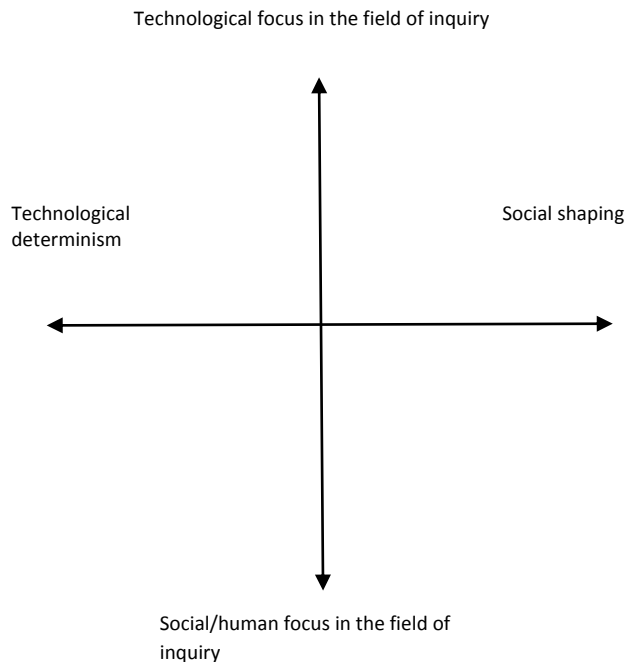 Technological focus in the field of inquiry
Technological
determinism
Social shaping
Social/human focus in the field of
inquiry